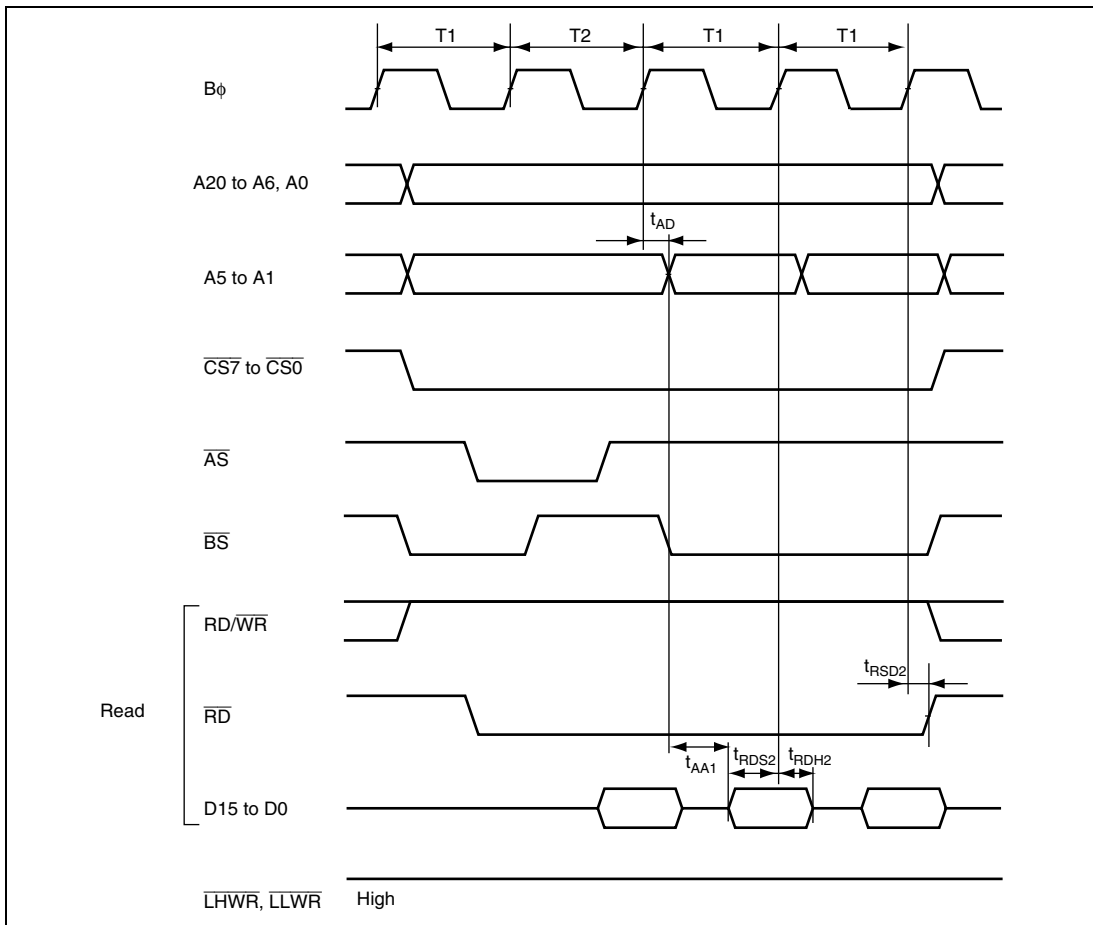 T1 T2 T1 T1
Bφ
A20 to A6, A0
tAD
A5 to A1
CS7 to CS0
AS
BS
RD/WR
tRSD2
Read
RD
tAA1 tRDS2 tRDH2
D15 to D0
LHWR, LLWR High